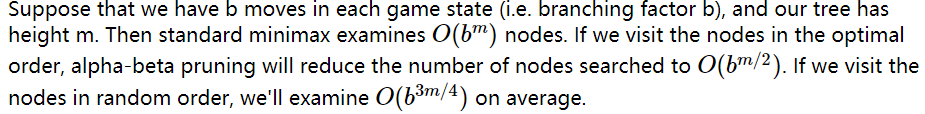 Suppose that we have b moves in each game state (i.e. branching factor b), and our tree has
height m. Then standard minimax examines O(b^m) nodes. If we visit the nodes in the optimal
order, alpha-beta pruning will reduce the number of nodes searched to O(b^{m/2}). If we visit the
nodes in random order, we'll examine O(b^{3m/4}) on average.